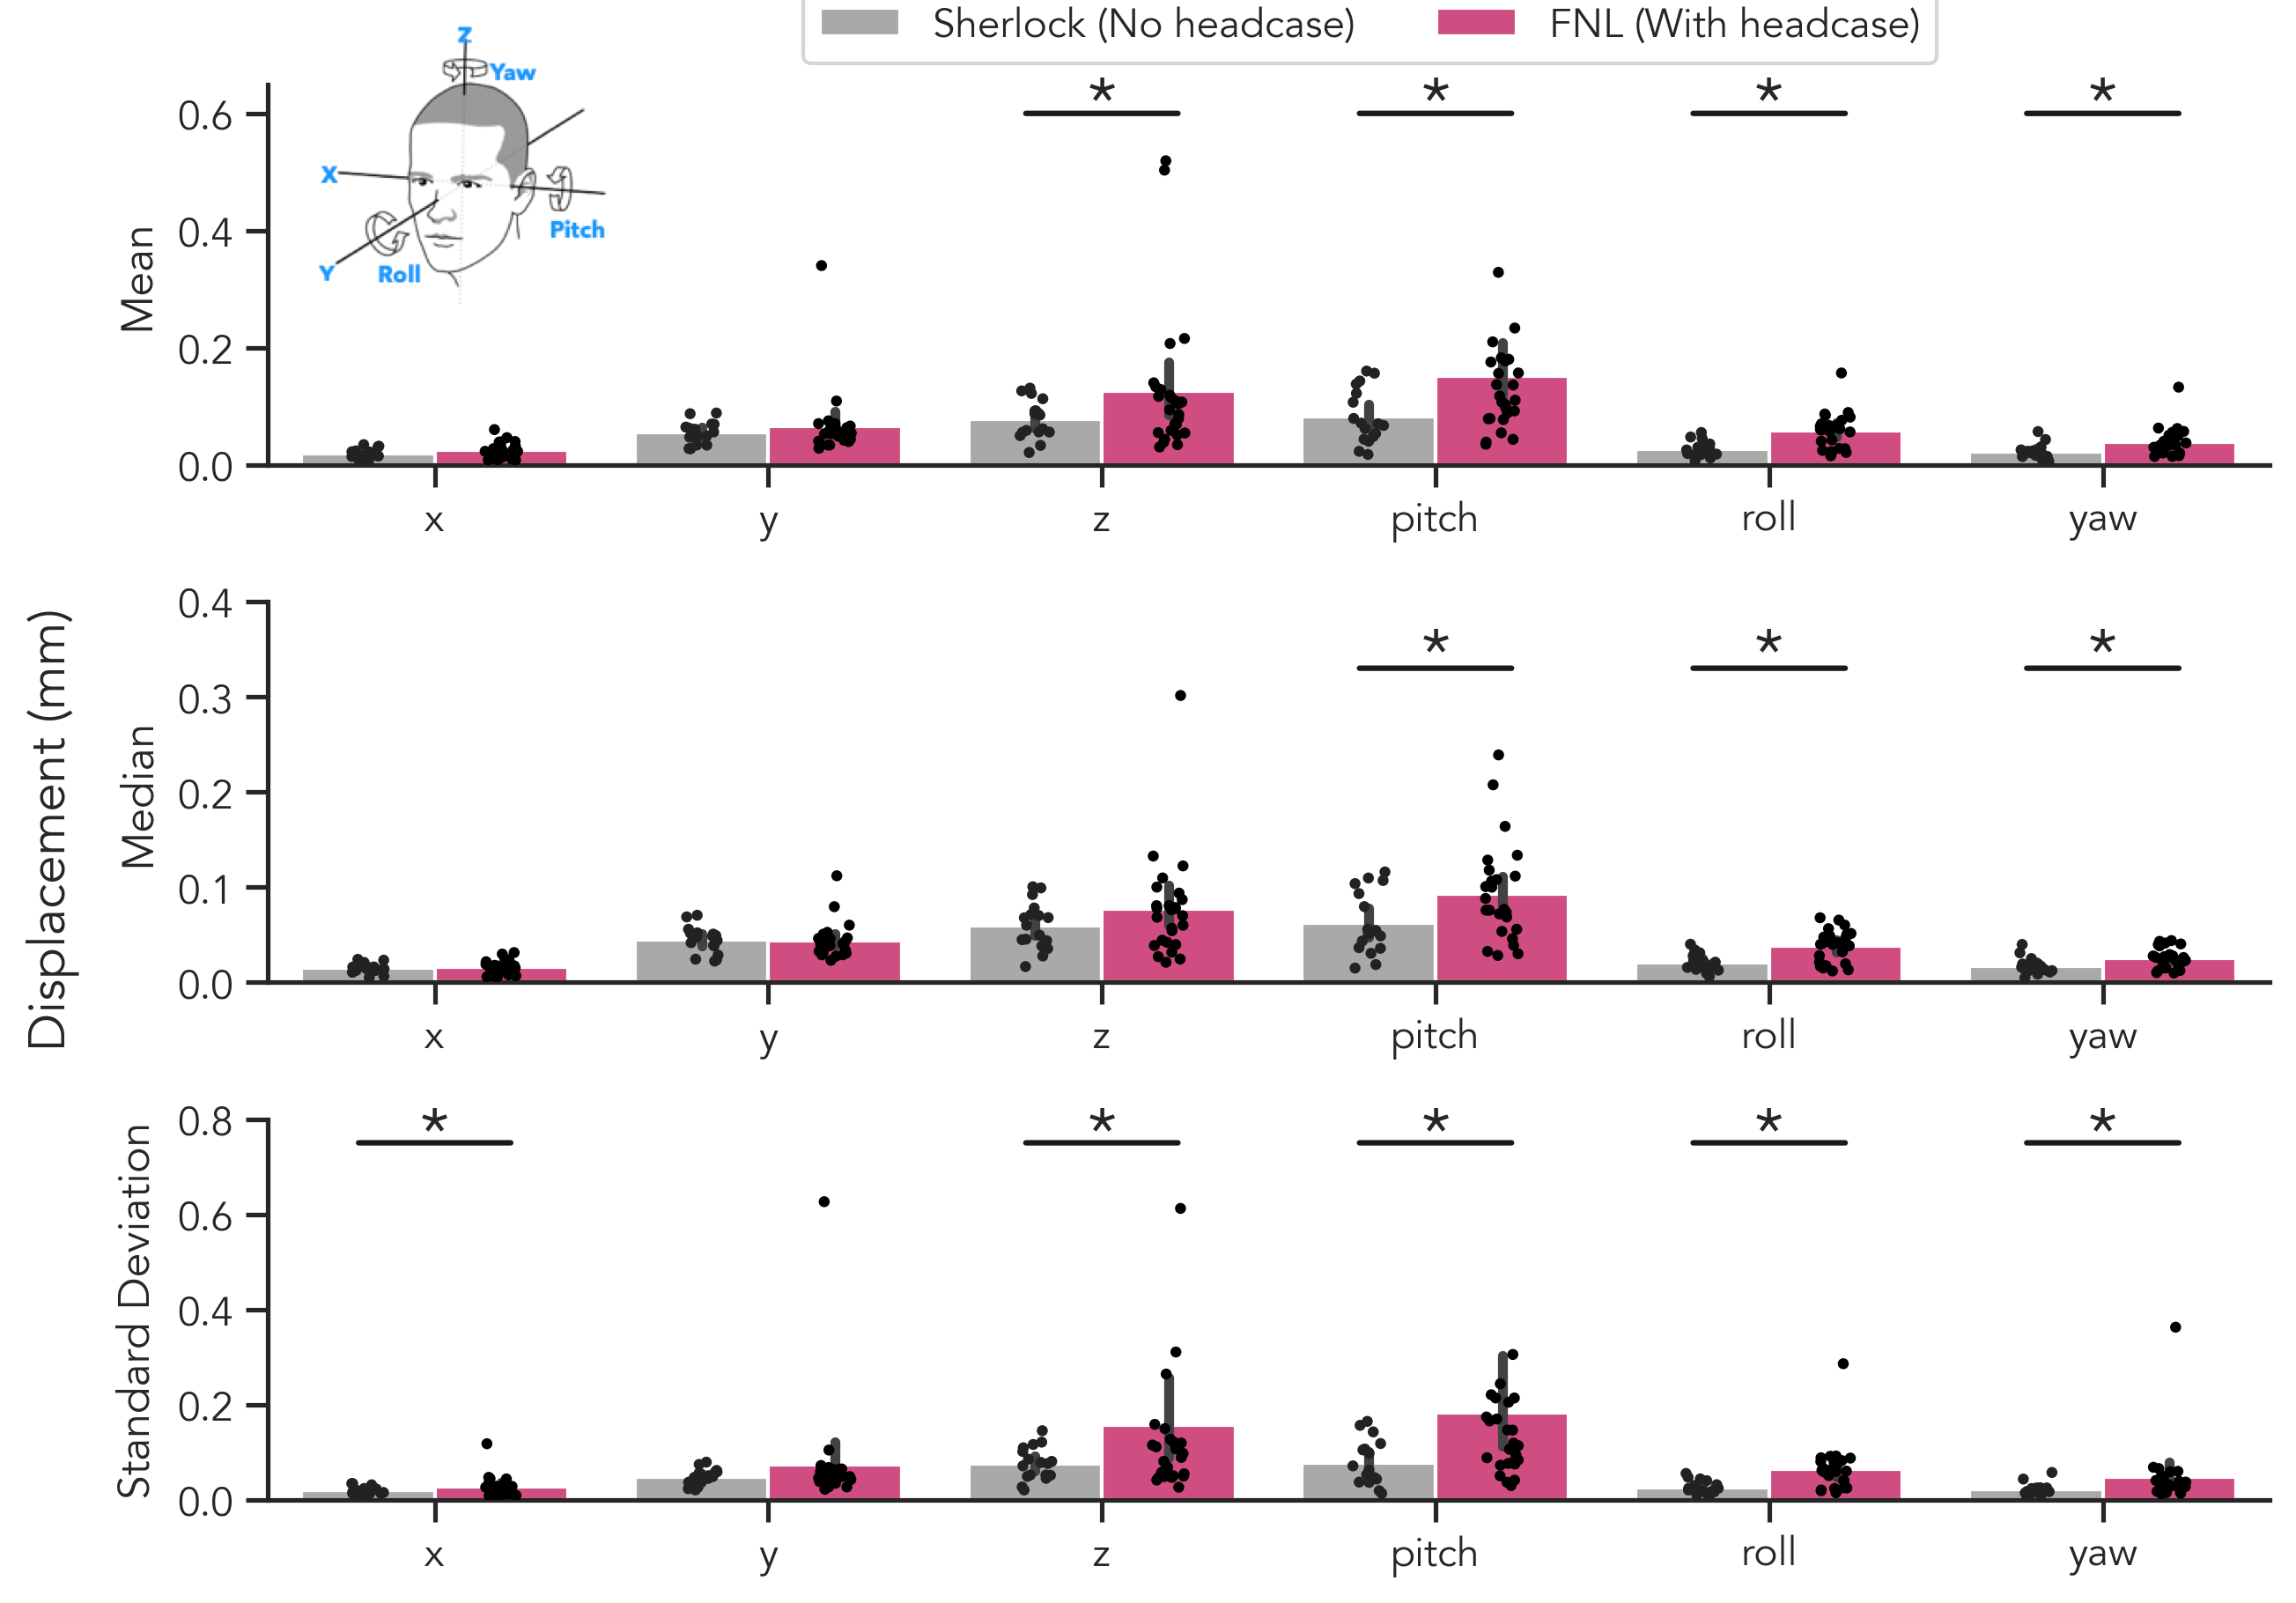 Sherlock (No headcase) FNL (With headcase)
Z
Yaw
X
Pitch
Y Roll
Displacement (mm)
Mean
0.6
0.4
0.2
0.0
* * * *
x y z pitch roll yaw
Median
0.4
0.3
0.2
0.1
0.0
* * *
x y z pitch roll yaw
Standard Deviation
0.8
0.6
0.4
0.2
0.0
* * * * *
x y z pitch roll yaw